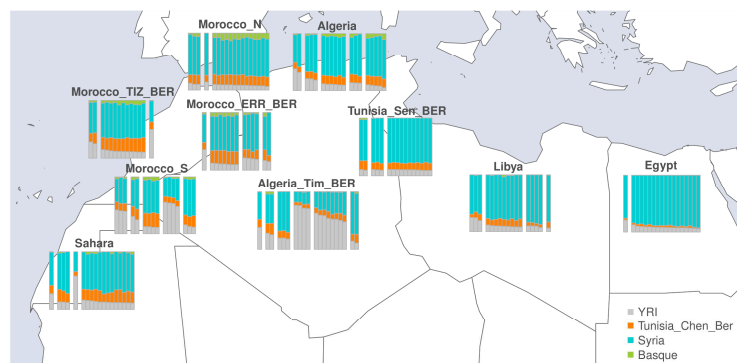 Morocco_N
Algeria
Morocco_TIZ_BER
Morocco_ERR_BER
Tunisia_Sen_BER
Morocco_S
Algeria_Tim_BER
Libya
Egypt
Sahara
YRI
Tunisia_Chen_Ber
Syria
Basque